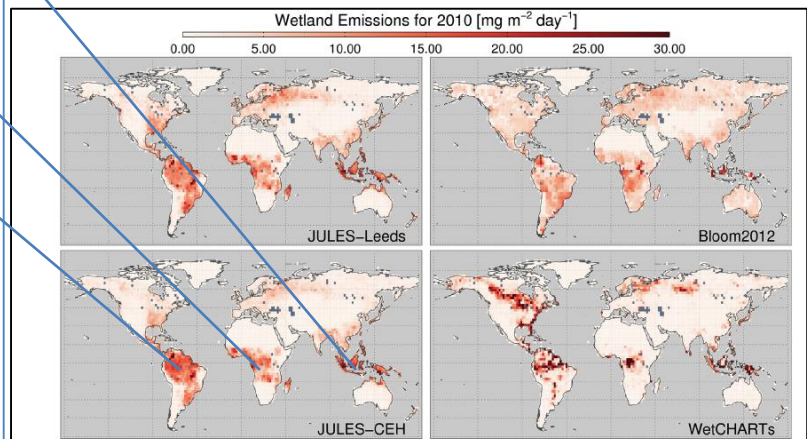 Wetland Emissions for 2010 [mg m⁻² day⁻¹]
0.00 5.00 10.00 15.00 20.00 25.00 30.00
JULES−Leeds Bloom2012
JULES−CEH WetCHARTs